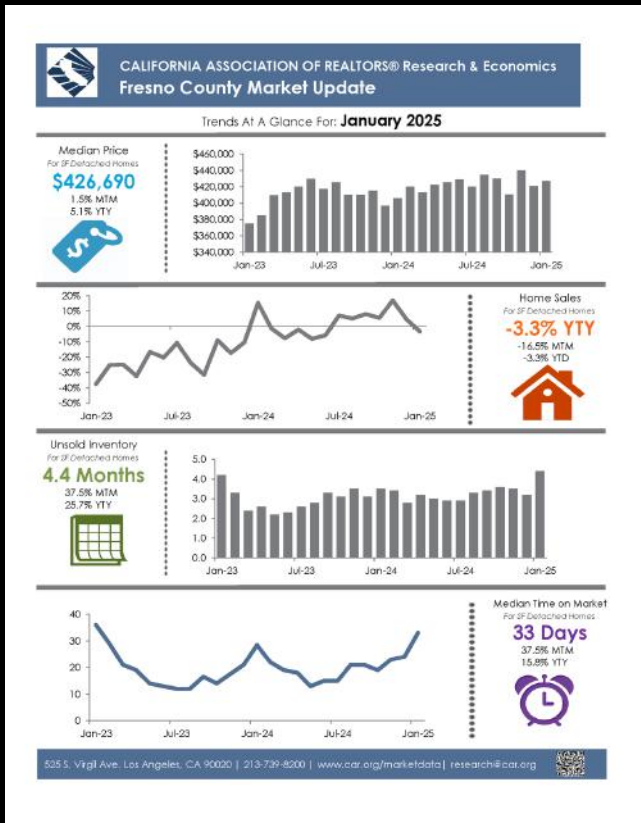 CALIFORNIA ASSOCIATION OF REALTORS® Research & Economics
Fresno County Market Update
Trends At A Glance For: January 2025
Median Price
For SF Detached Homes
$426,690
1.5% MTM
5.1% YTY
$
$460,000
$440,000
$420,000
$400,000
$380,000
$360,000
$340,000
Jan-23 Jul-23 Jan-24 Jul-24 Jan-25
20%
10%
0%
-10%
-20%
-30%
-40%
-50%
Jan-23 Jul-23 Jan-24 Jul-24 Jan-25
Home Sales
For SF Detached Homes
-3.3% YTY
-16.5% MTM
-3.3% YTD
Unsold Inventory
For SF Detached Homes
4.4 Months
37.5% MTM
25.7% YTY
5.0
4.0
3.0
2.0
1.0
0.0
Jan-23 Jul-23 Jan-24 Jul-24 Jan-25
40
30
20
10
0
Jan-23 Jul-23 Jan-24 Jul-24 Jan-25
Median Time on Market
For SF Detached Homes
33 Days
37.5% MTM
15.8% YTY
525 S. Virgil Ave. Los Angeles, CA 90020 | 213-739-8200 | www.car.org/marketdata| research@car.org